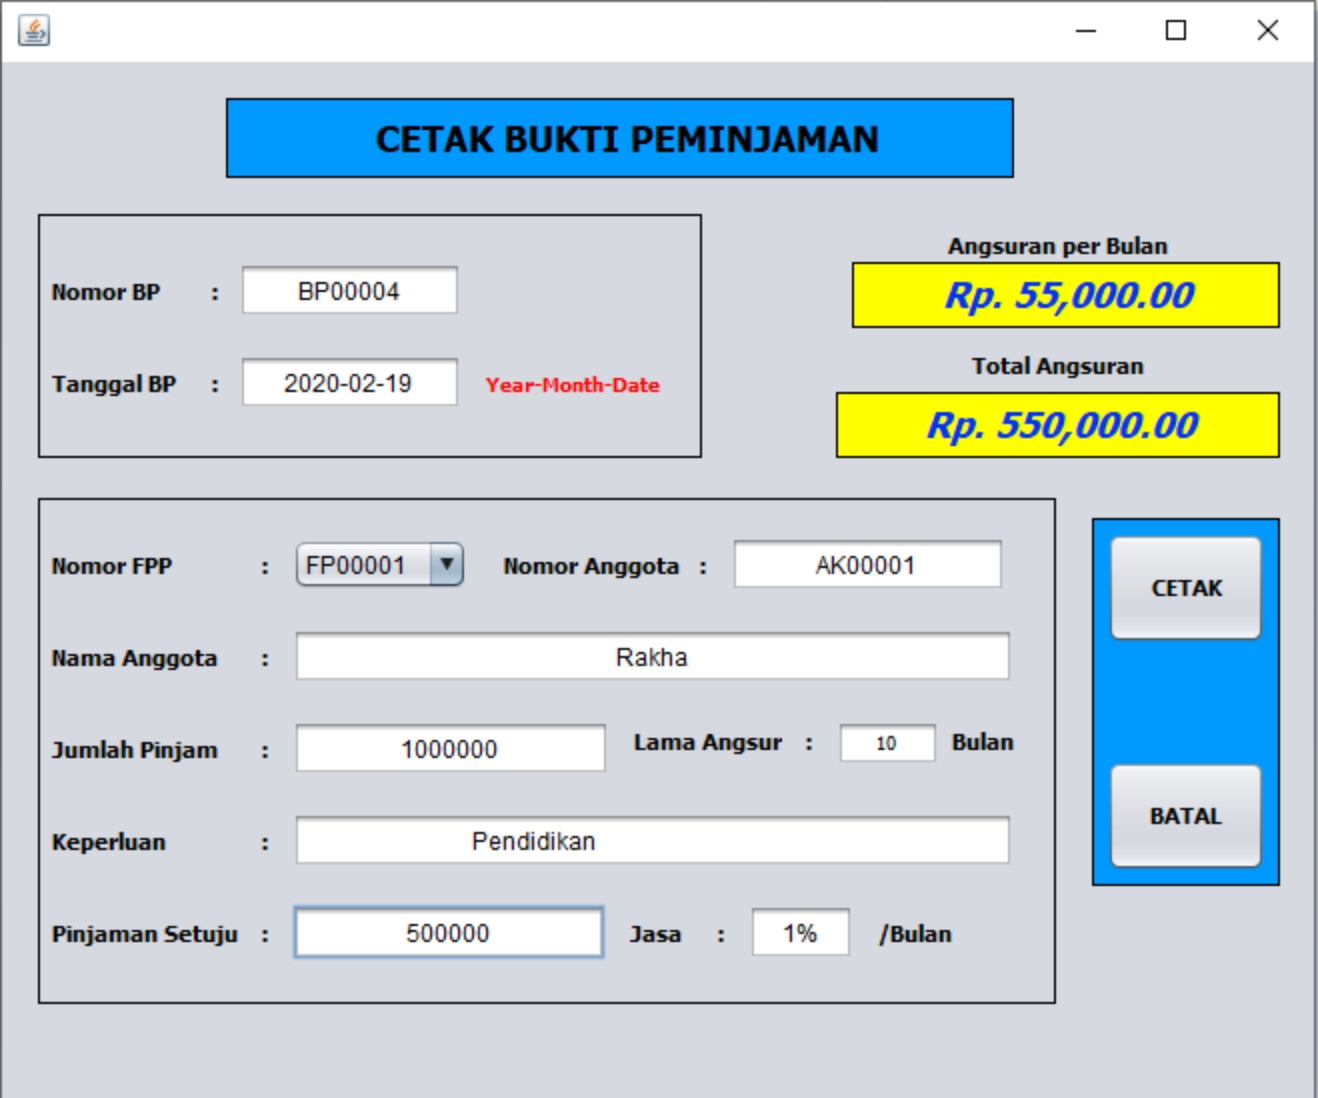 CETAK BUKTI PEMINJAMAN
Nomor BP : BP00004
Tanggal BP : 2020-02-19 Year-Month-Date
Angsuran per Bulan
Rp. 55,000.00
Total Angsuran
Rp. 550,000.00
Nomor FPP : FP00001 Nomor Anggota : AK00001
Nama Anggota : Rakha
Jumlah Pinjam : 1000000 Lama Angsur : 10 Bulan
Keperluan : Pendidikan
Pinjaman Setuju : 500000 Jasa : 1% /Bulan
CETAK
BATAL